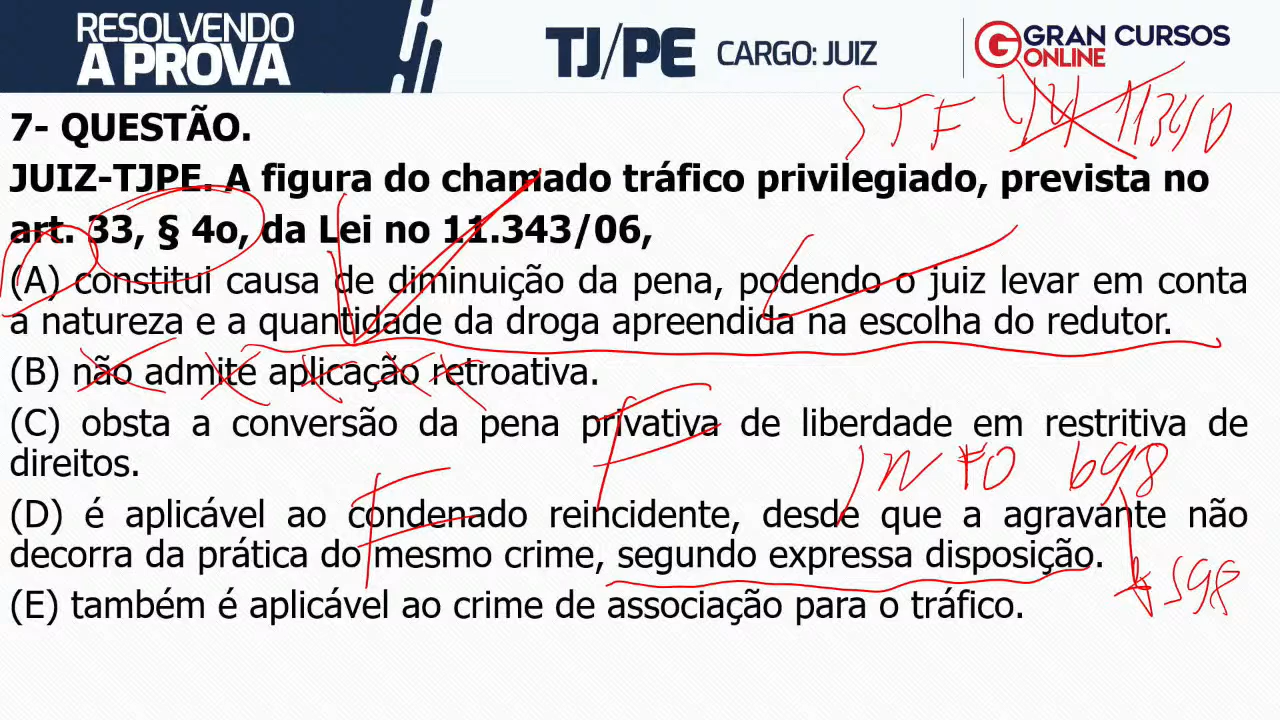 RESOLVENDO
A PROVA
TJ/PE CARGO: JUIZ
GRAN CURSOS
ONLINE
STF 11340
7- QUESTÃO.
JUIZ-TJPE. A figura do chamado tráfico privilegiado, prevista no
art. 33, § 4o, da Lei no 11.343/06,
(A) constitui causa de diminuição da pena, podendo o juiz levar em conta
a natureza e a quantidade da droga apreendida na escolha do redutor.
(B) não admite aplicação retroativa.
(C) obsta a conversão da pena privativa de liberdade em restritiva de
direitos.
INFO 698
(D) é aplicável ao condenado reincidente, desde que a agravante não
decorra da prática do mesmo crime, segundo expressa disposição.
598
(E) também é aplicável ao crime de associação para o tráfico.